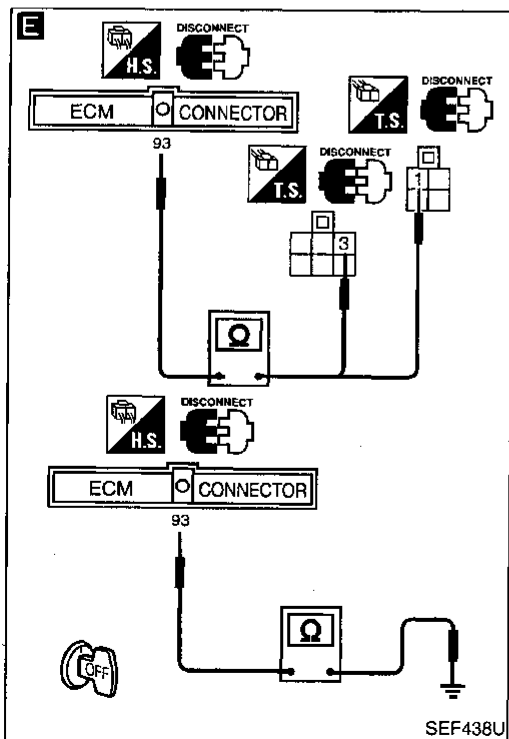 E
DISCONNECT
H.S.
ECM CONNECTOR
93
DISCONNECT
T.S.
1
DISCONNECT
T.S.
3
Ω
DISCONNECT
H.S.
ECM CONNECTOR
93
Ω
OFF
SEF438U